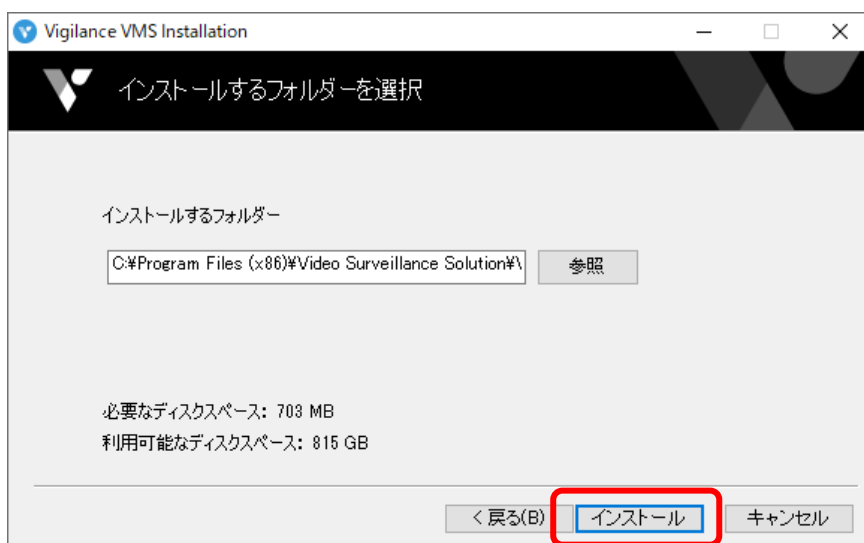 Vigilance VMS Installation
インストールするフォルダーを選択
インストールするフォルダー
C:¥Program Files (x86)¥Video Surveillance Solution¥
参照
必要なディスクスペース: 703 MB
利用可能なディスクスペース: 815 GB
< 戻る(B)
インストール
キャンセル